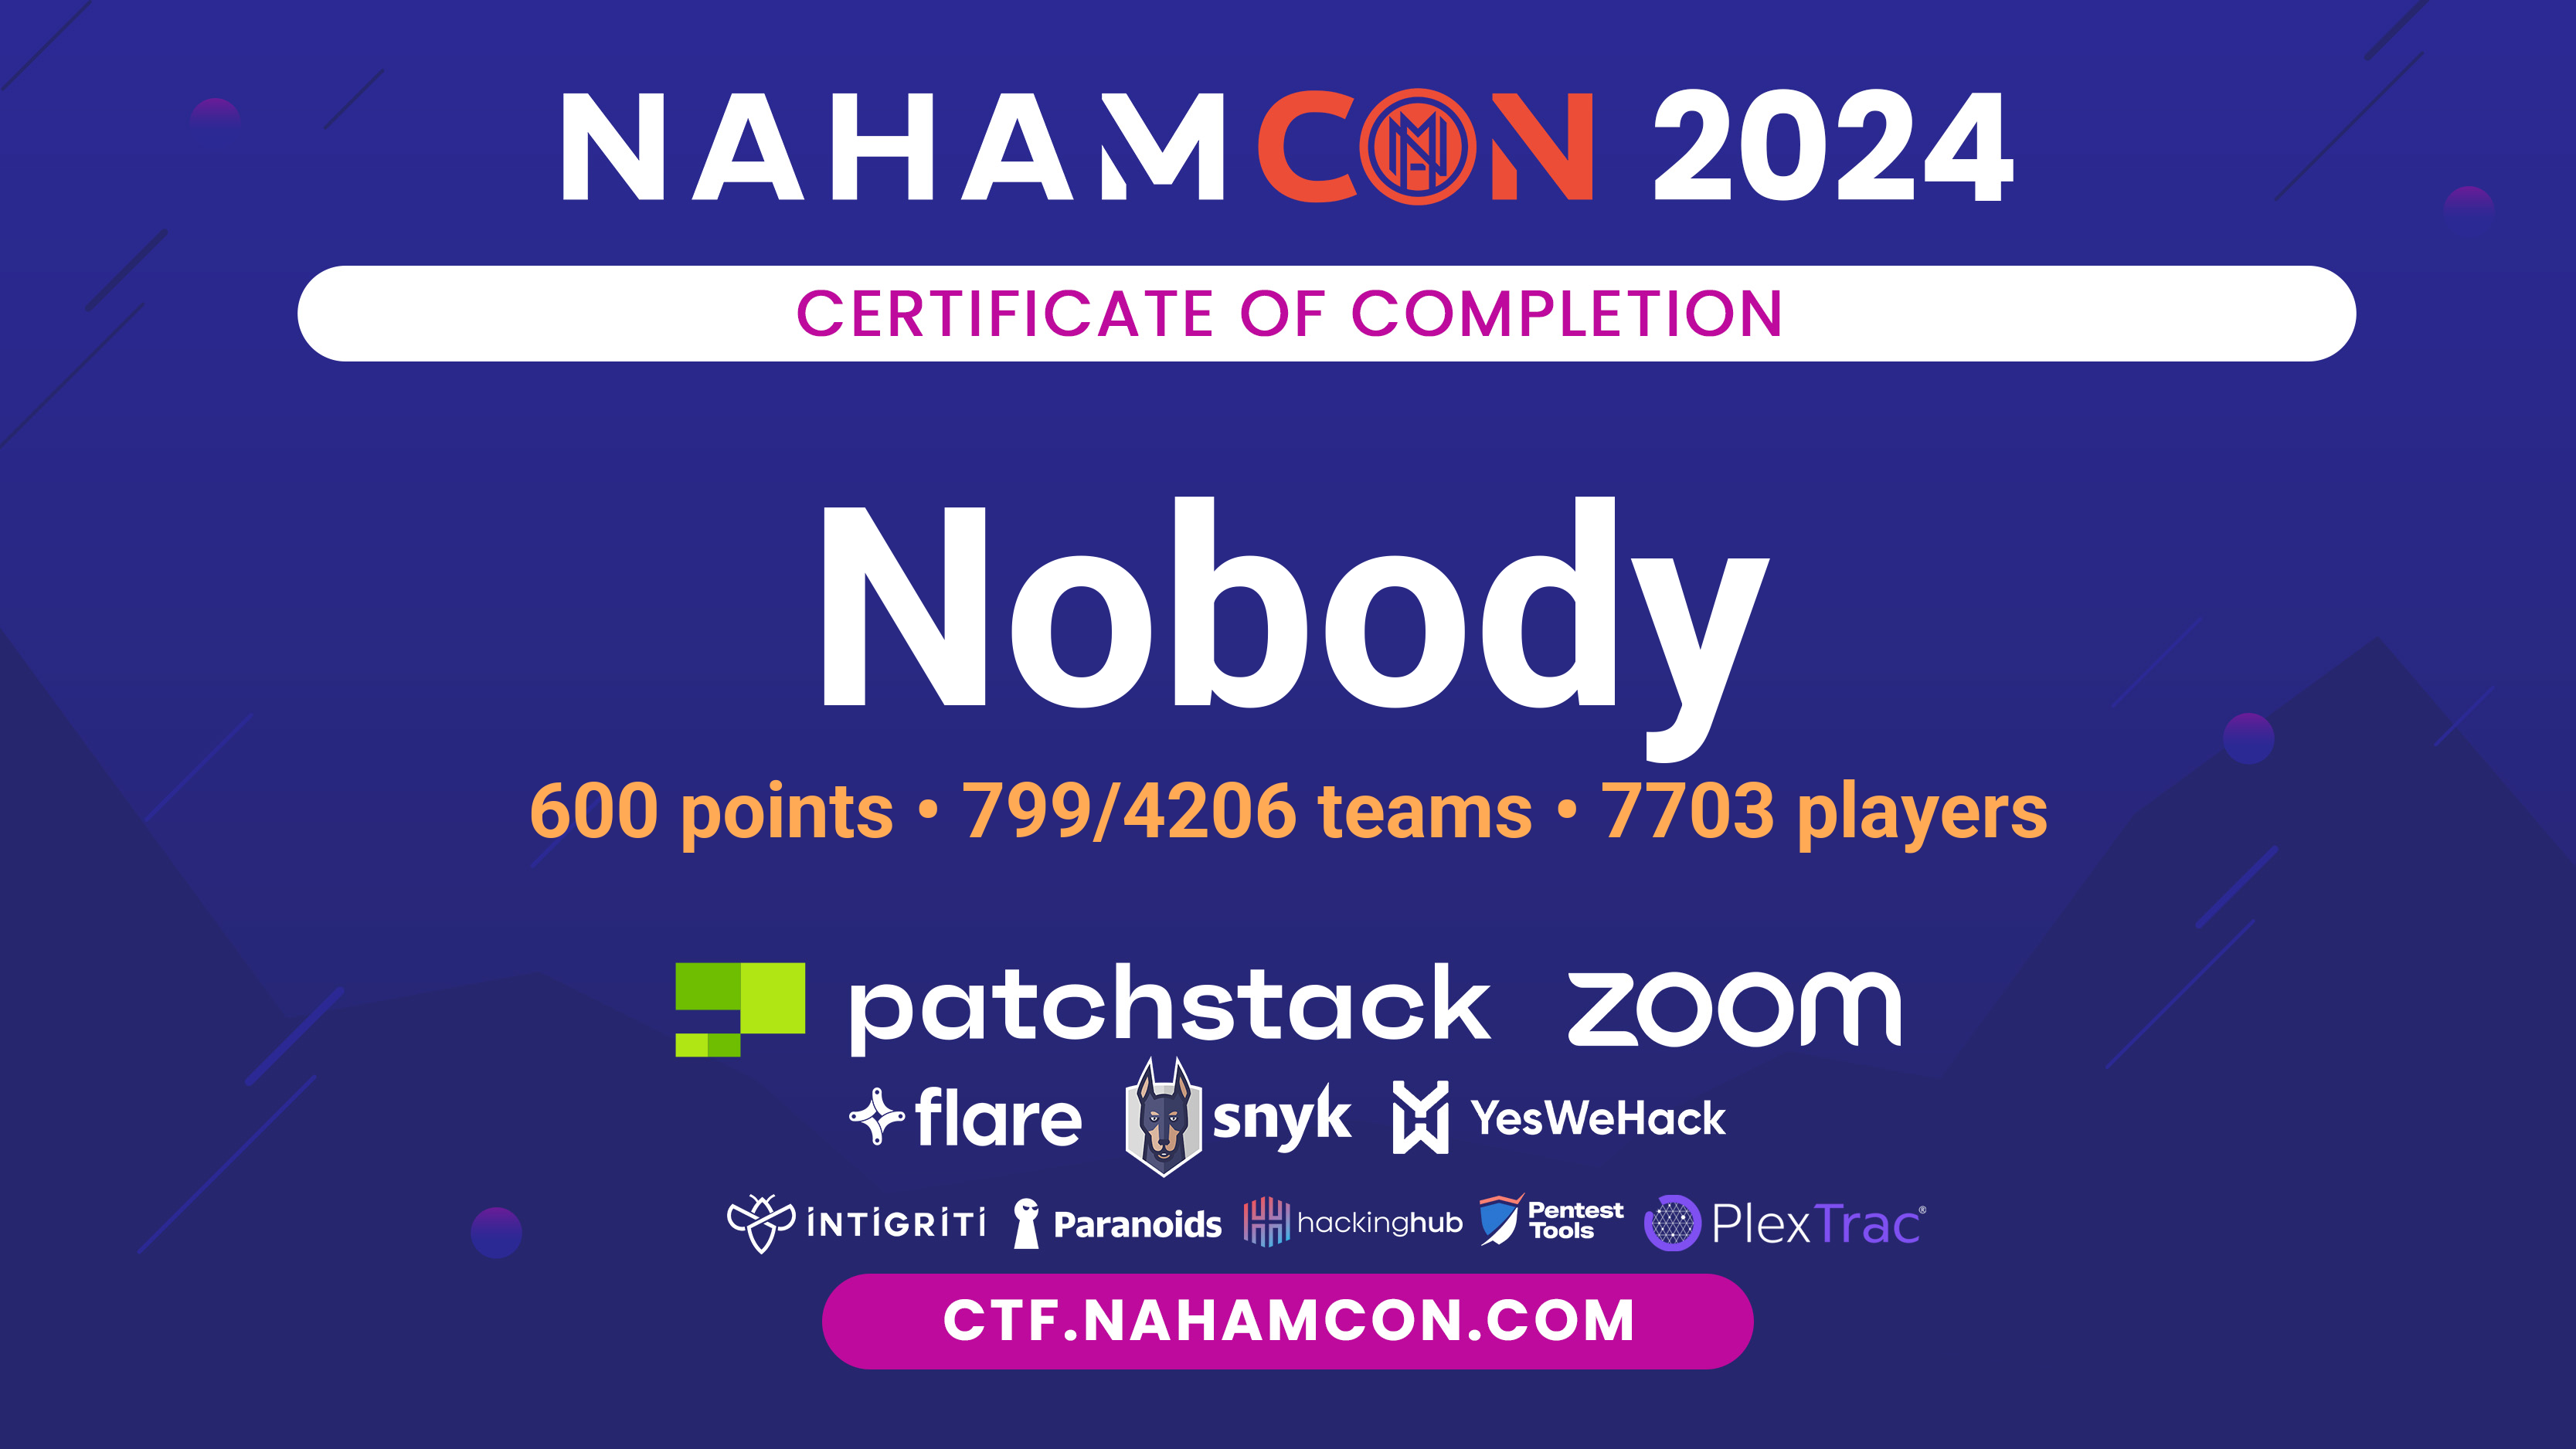 NAHAMCON 2024
CERTIFICATE OF COMPLETION
Nobody
600 points • 799/4206 teams • 7703 players
patchstack zoom
flare snyk YesWeHack
INTIGRITI Paranoids hackinghub Pentest Tools PlexTrac®
CTF.NAHAMCON.COM